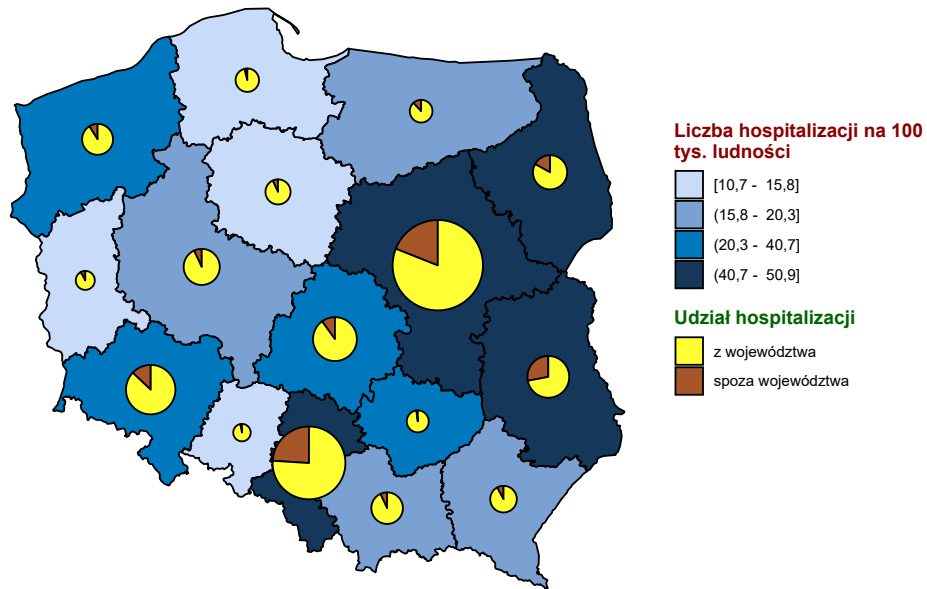 Liczba hospitalizacji na 100
tys. ludności
[10,7 - 15,8]
(15,8 - 20,3]
(20,3 - 40,7]
(40,7 - 50,9]
Udział hospitalizacji
z województwa
spoza województwa